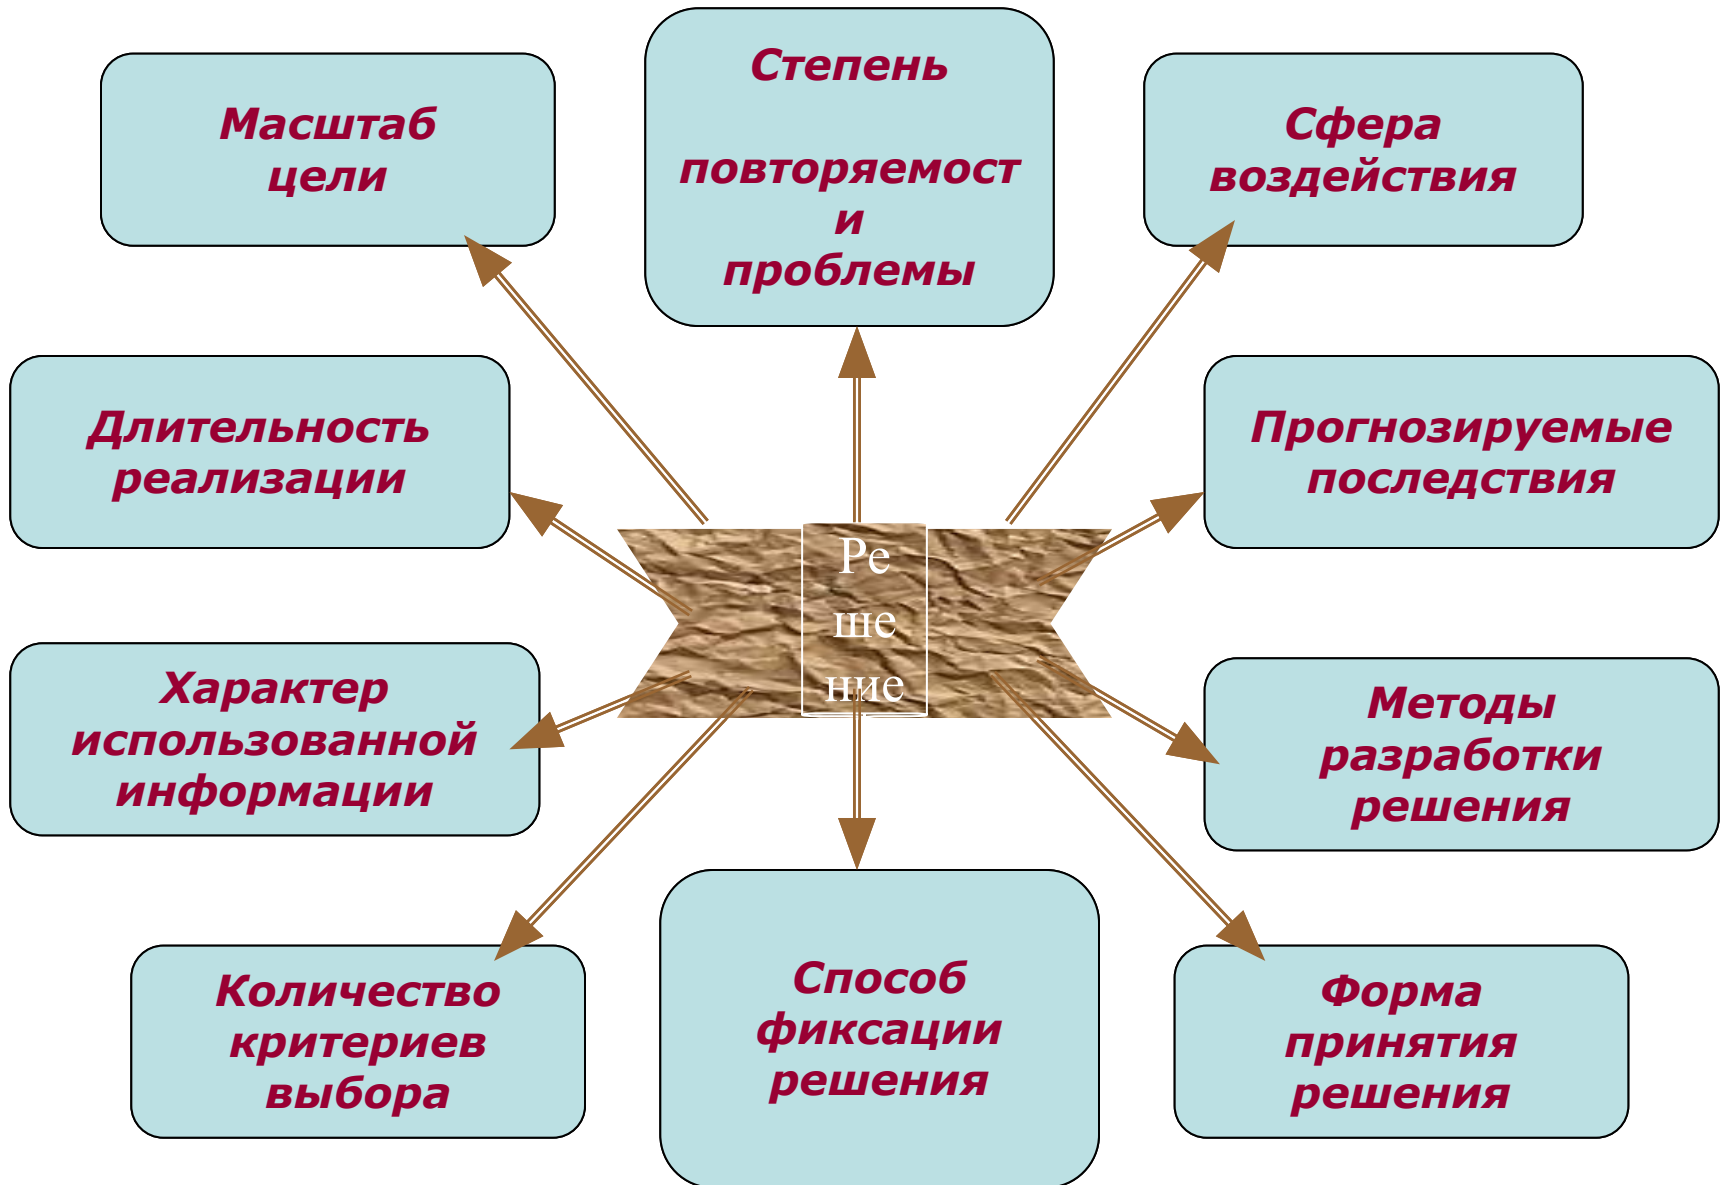 Степень
повторяемост
и
проблемы
Масштаб
цели
Сфера
воздействия
Длительность
реализации
Прогнозируемые
последствия
Ре
ше
ние
Характер
использованной
информации
Методы
разработки
решения
Количество
критериев
выбора
Способ
фиксации
решения
Форма
принятия
решения